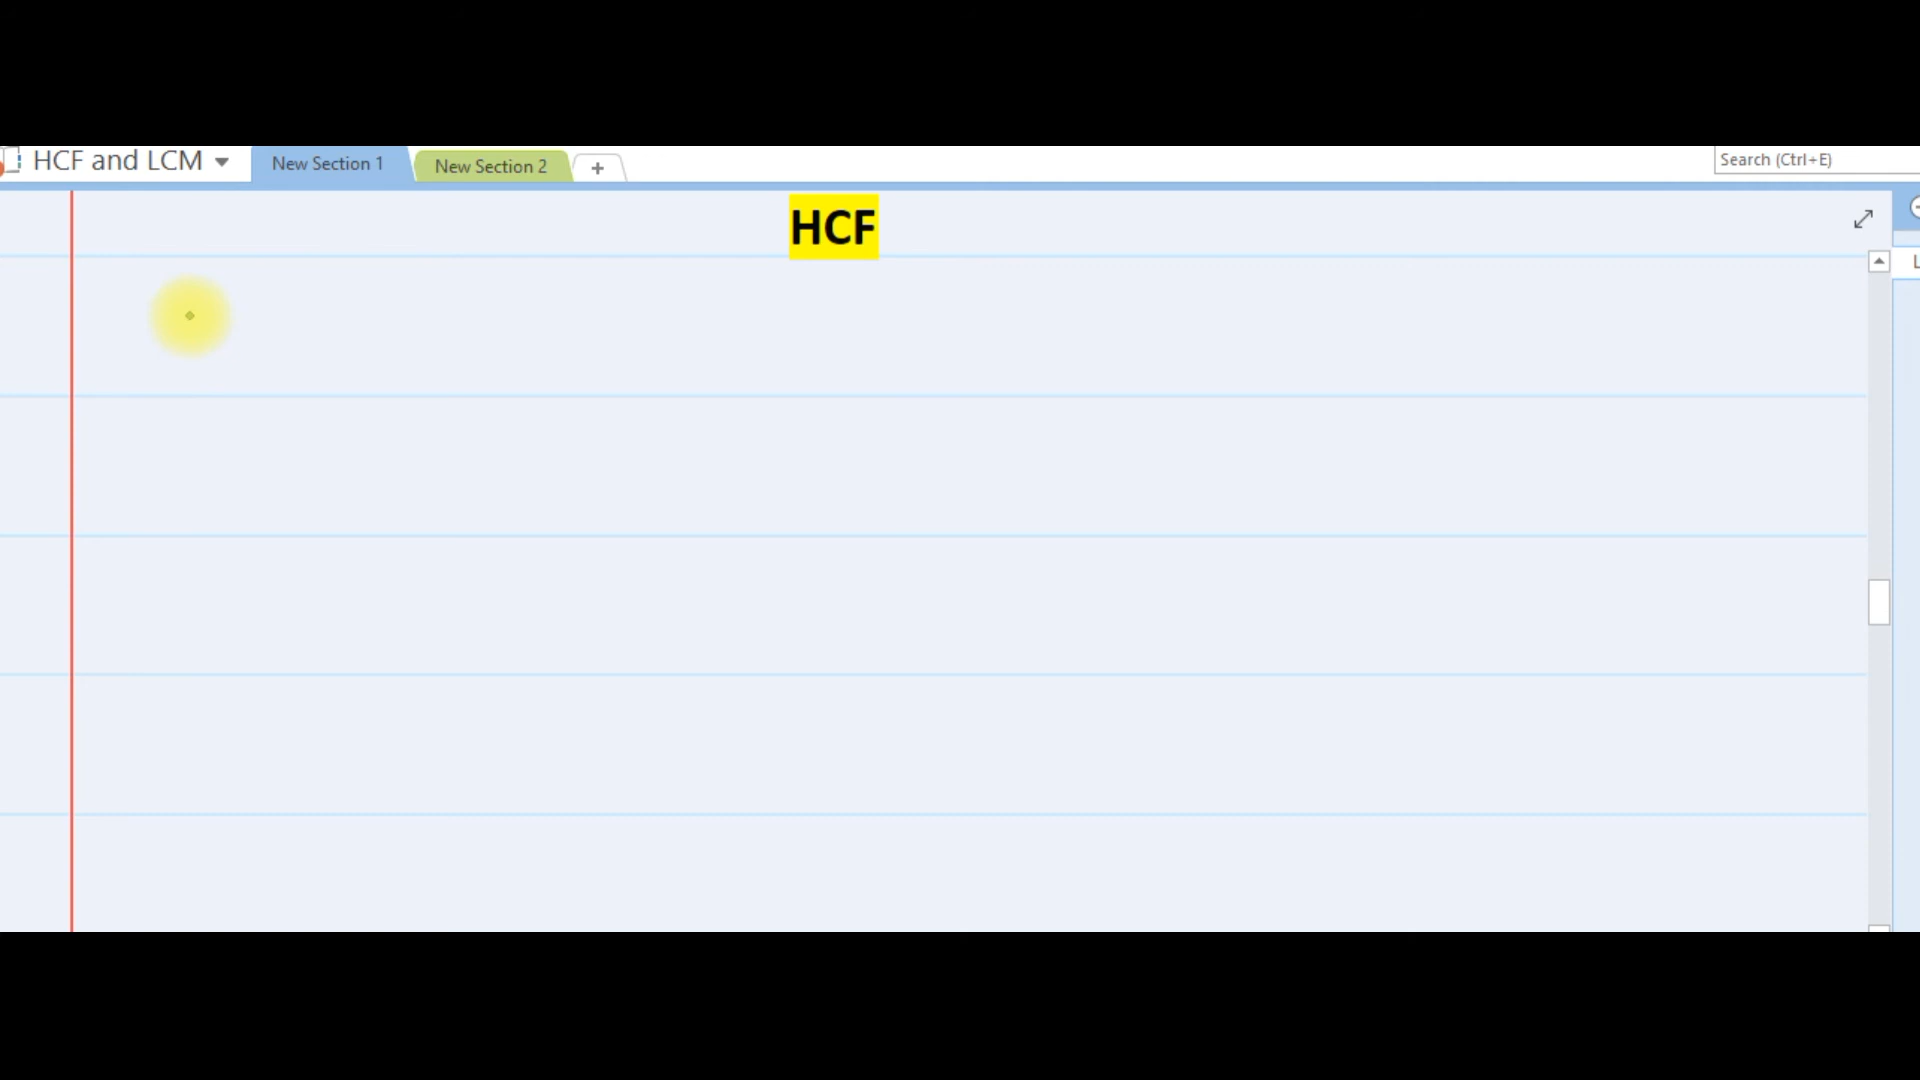 HCF and LCM New Section 1 New Section 2 + Search (Ctrl+E)
HCF